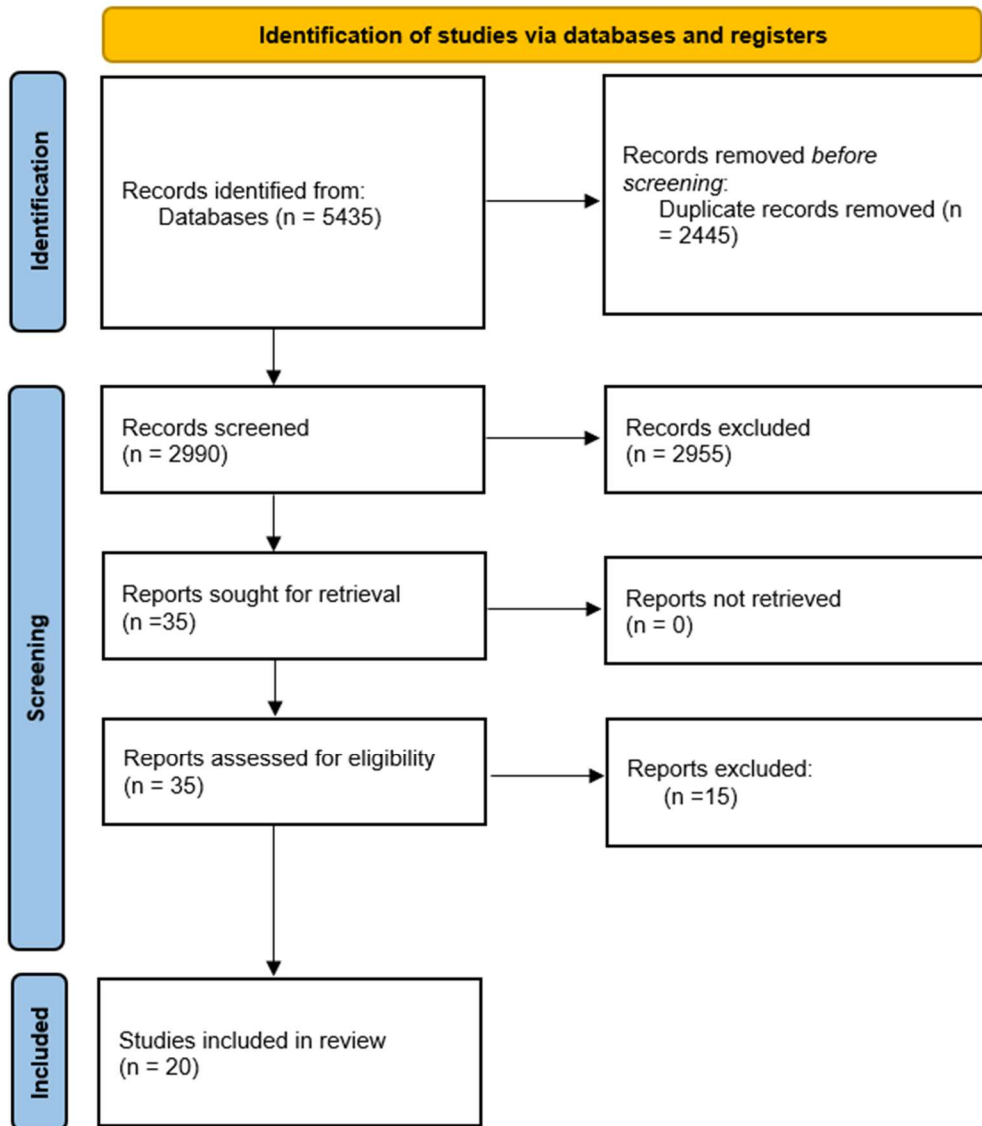 Identification of studies via databases and registers
Identification
Records identified from:
Databases (n = 5435)
Records removed before
screening:
Duplicate records removed (n
= 2445)
Screening
Records screened
(n = 2990)
Records excluded
(n = 2955)
Reports sought for retrieval
(n =35)
Reports not retrieved
(n = 0)
Reports assessed for eligibility
(n = 35)
Reports excluded:
(n =15)
Included
Studies included in review
(n = 20)